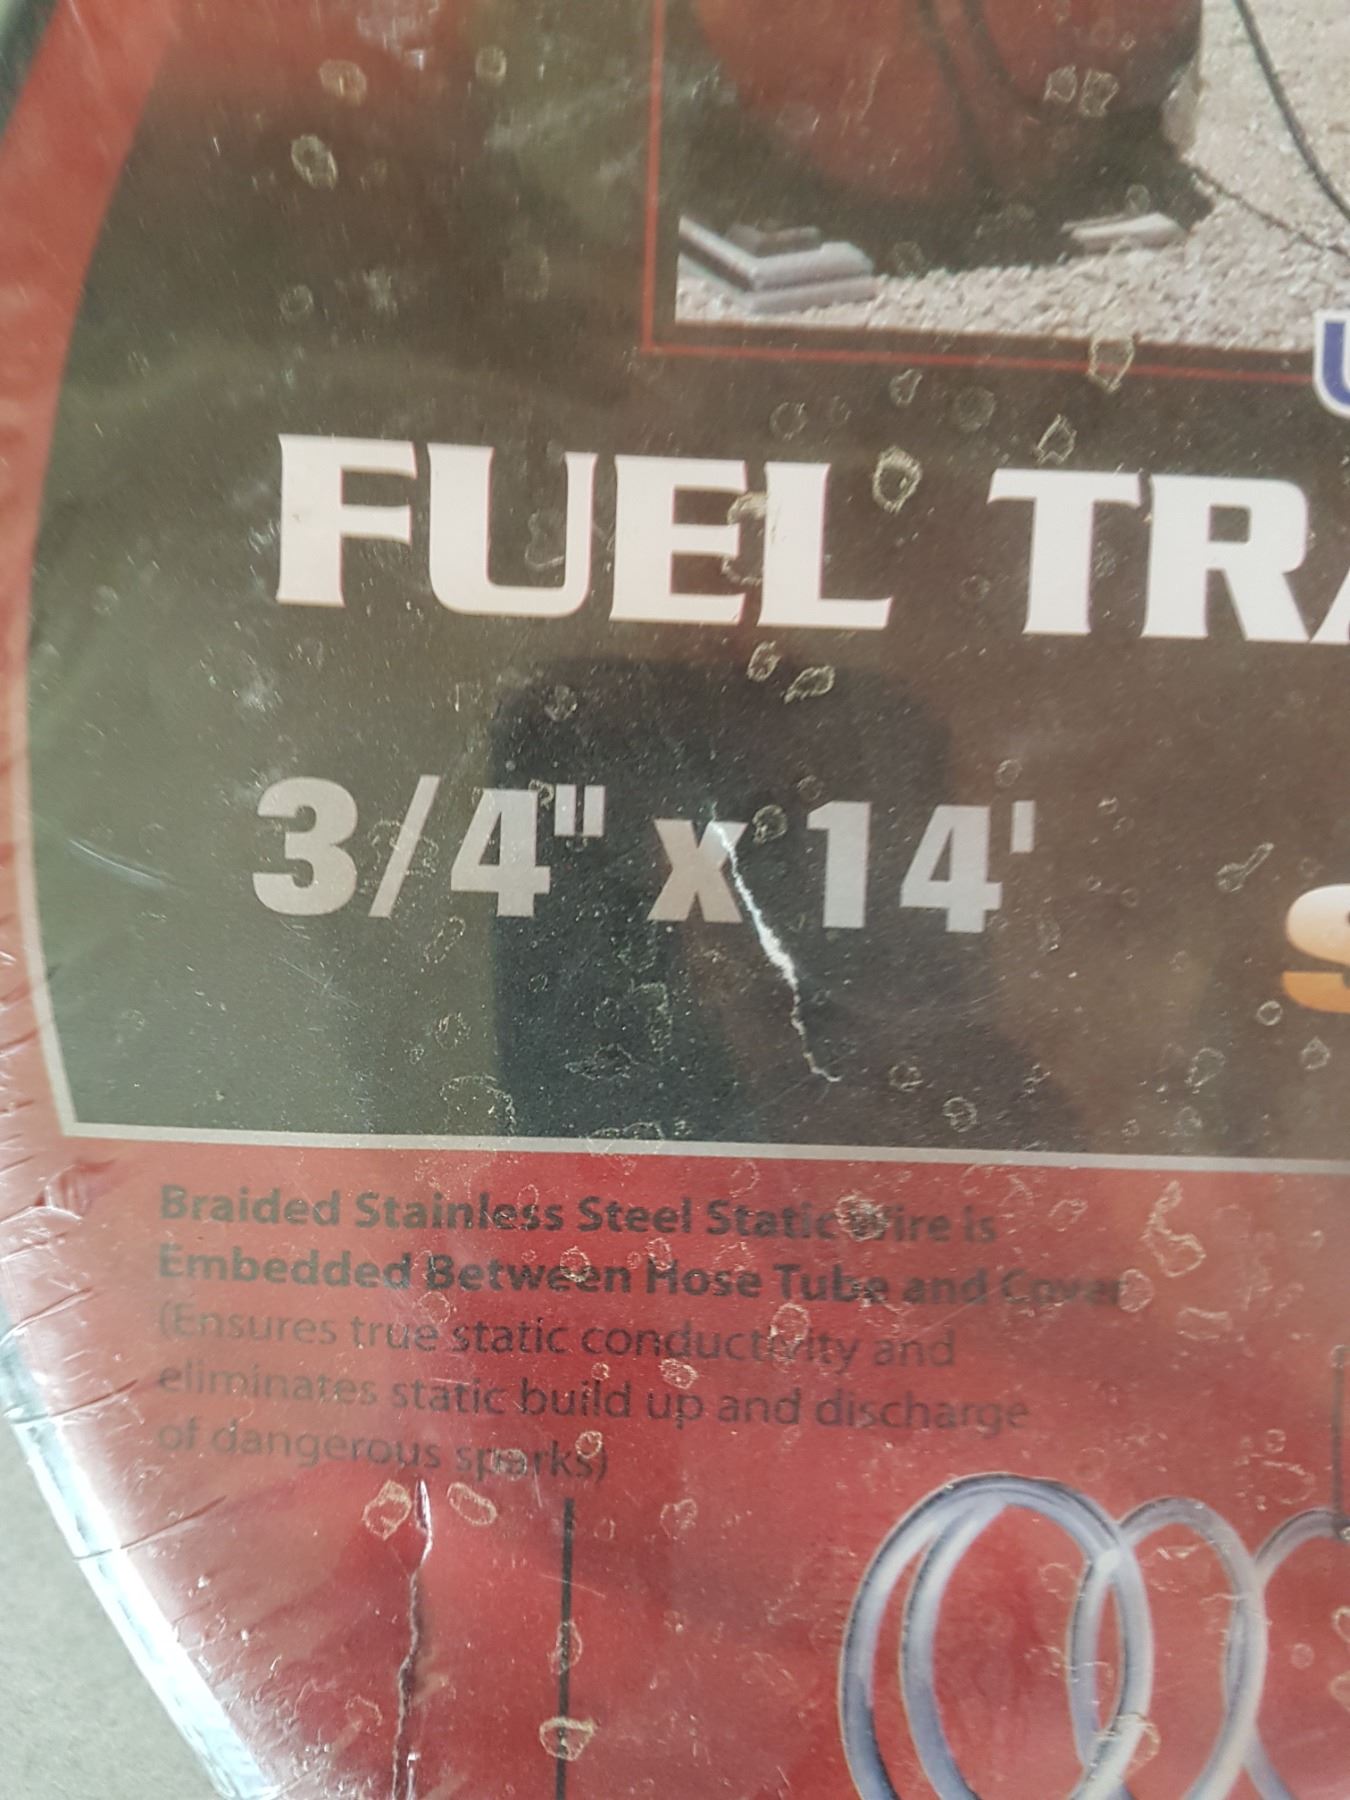 U
FUEL TRA
3/4" x 14'
S
Braided Stainless Steel Static Wire is
Embedded Between Hose Tube and Cover
(Ensures true static conductivity and
eliminates static build up and discharge
of dangerous sparks)